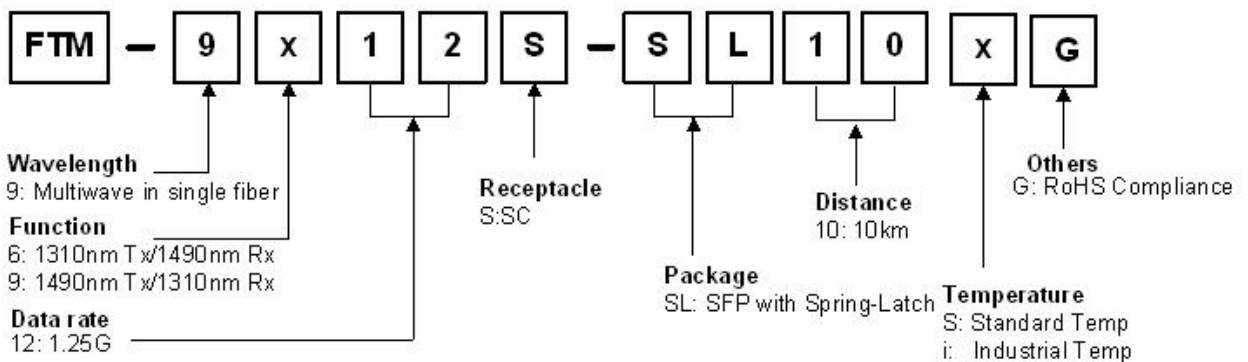 FTM - 9 x 1 2 S - S L 1 0 x G
Wavelength
9: Multiwave in single fiber
Function
6: 1310nm Tx/1490nm Rx
9: 1490nm Tx/1310nm Rx
Data rate
12: 1.25G
Receptacle
S:SC
Package
SL: SFP with Spring-Latch
Distance
10: 10km
Temperature
S: Standard Temp
i: Industrial Temp
Others
G: RoHS Compliance